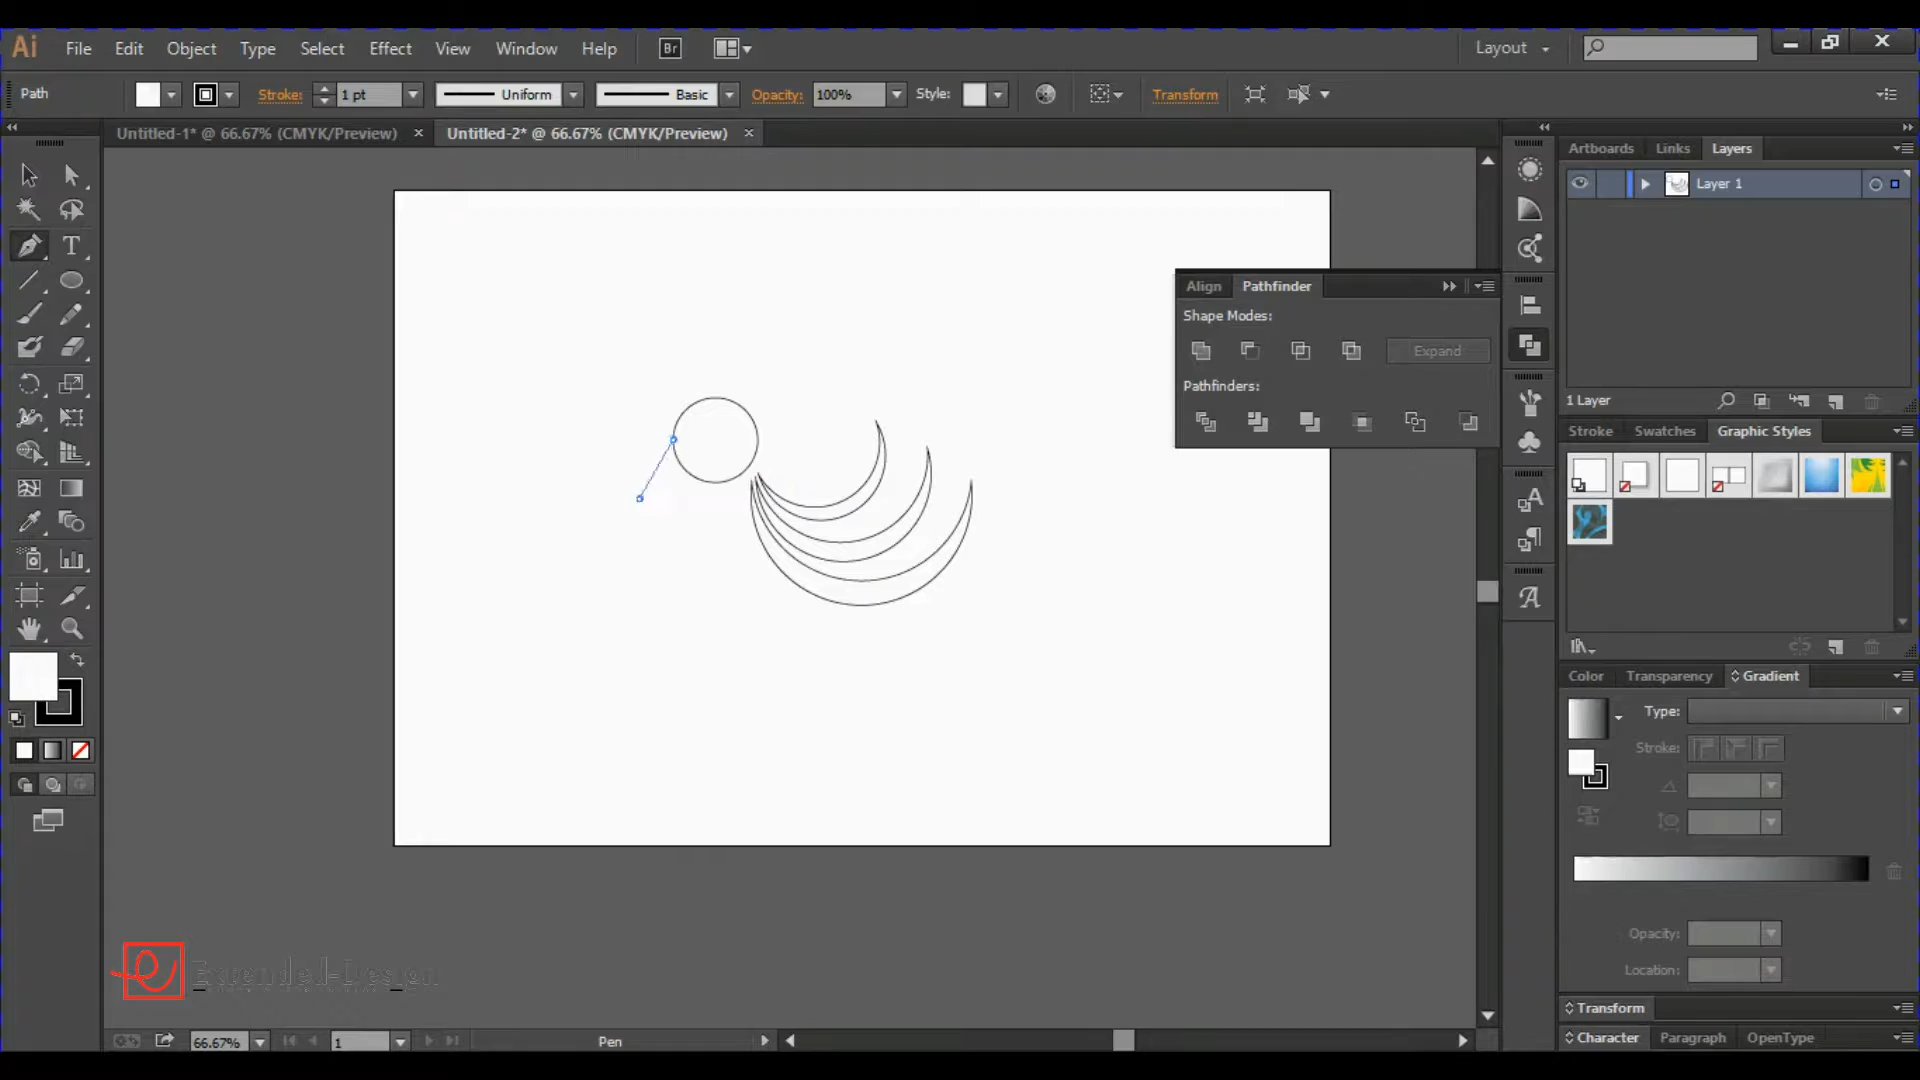 Ai File Edit Object Type Select Effect View Window Help Br Layout
Path Stroke: 1 pt Uniform Basic Opacity: 100% Style: Transform
Untitled-1* @ 66.67% (CMYK/Preview) Untitled-2* @ 66.67% (CMYK/Preview)
Artboards Links Layers
Layer 1
Align Pathfinder
Shape Modes:
Expand
Pathfinders:
1 Layer
Stroke Swatches Graphic Styles
Color Transparency Gradient
Type:
Stroke:
Opacity:
Location:
Extended-Design
Transform
66.67% 1 Pen
Character Paragraph OpenType